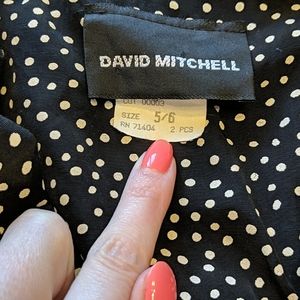 DAVID MITCHELL
CUT 00003
SIZE 5/6
RN 71404 2 PCS